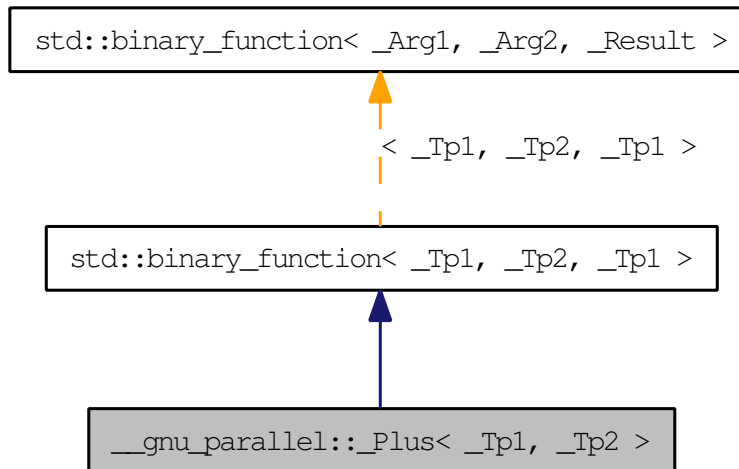 std::binary_function< _Arg1, _Arg2, _Result >
< _Tp1, _Tp2, _Tp1 >
std::binary_function< _Tp1, _Tp2, _Tp1 >
__gnu_parallel::_Plus< _Tp1, _Tp2 >